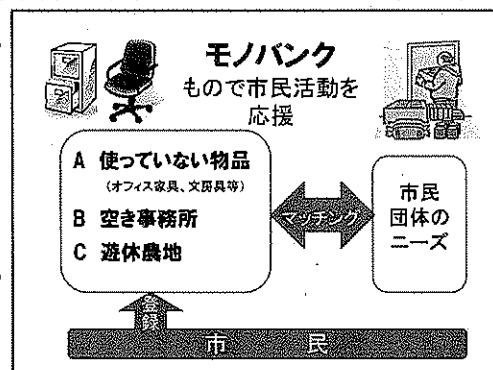 モノバンク
もので市民活動を
応援
A 使っていない物品
(オフィス家具、文房具等)
B 空き事務所
C 遊休農地
マッチング
市民
団体の
ニーズ
登録
市民